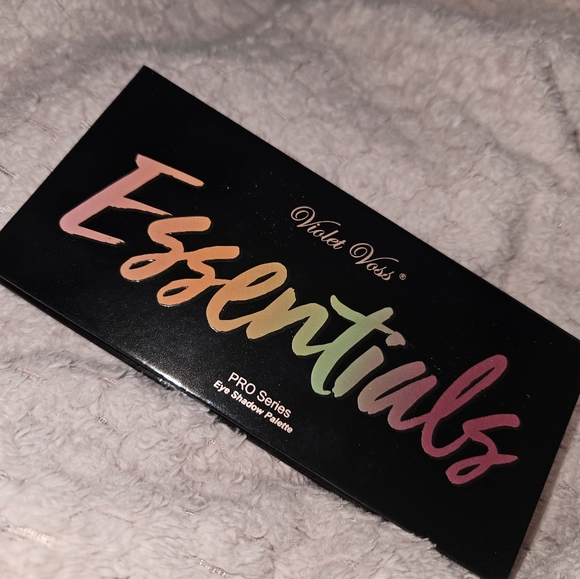 Violet Voss ®
Essentials
PRO Series
Eye Shadow Palette